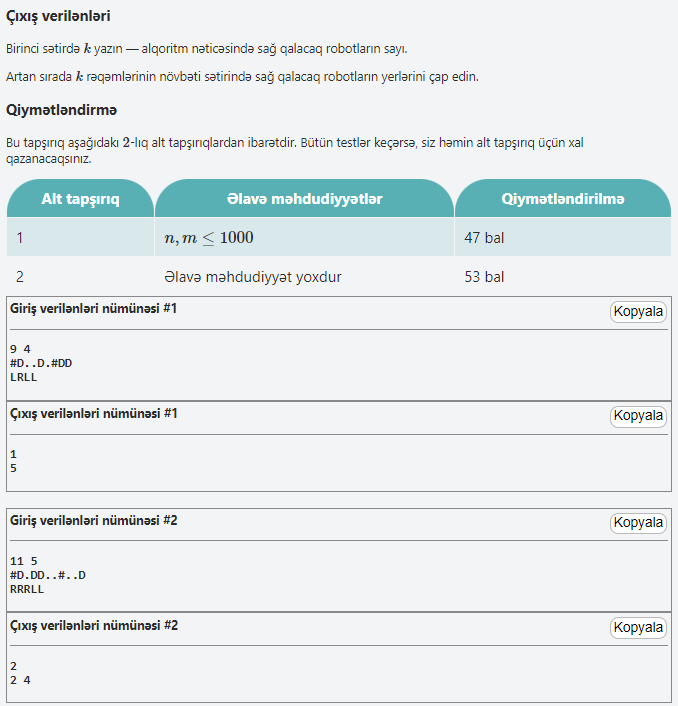 Çıxış verilənləri
Birinci sətirdə k yazın — alqoritm nəticəsində sağ qalacaq robotların sayı.
Artan sırada k rəqəmlərinin növbəti sətirində sağ qalacaq robotların yerlərini çap edin.
Qiymətləndirmə
Bu tapşırıq aşağıdakı 2-lıq alt tapşırıqlardan ibarətdir. Bütün testlər keçərsə, siz həmin alt tapşırıq üçün xal
qazanacaqsınız.
Alt tapşırıq Əlavə məhdudiyyətlər Qiymətləndirilmə
1 n, m ≤ 1000 47 bal
2 Əlavə məhdudiyyət yoxdur 53 bal
Giriş verilənləri nümünəsi #1 Kopyala
9 4
#D..D.#DD
LRLL
Çıxış verilənləri nümünəsi #1 Kopyala
1
5
Giriş verilənləri nümünəsi #2 Kopyala
11 5
#D.DD..#..D
RRRLL
Çıxış verilənləri nümünəsi #2 Kopyala
2
2 4